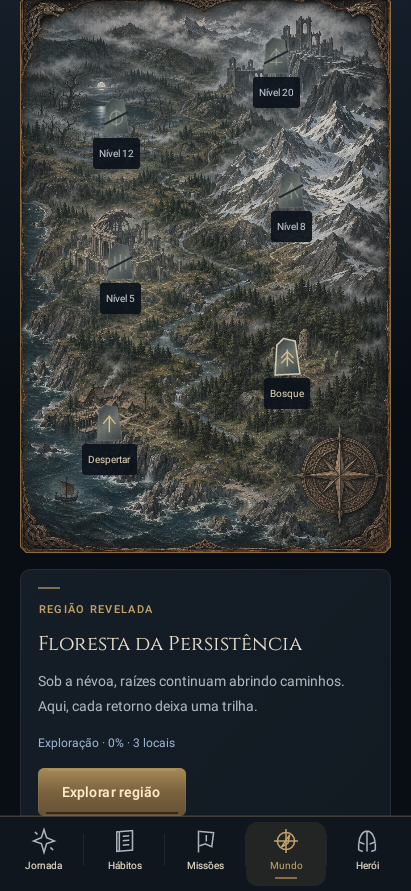 Nível 20
Nível 12
Nível 8
Nível 5
Bosque
Despertar
REGIÃO REVELADA
FLORESTA DA PERSISTÊNCIA
Sob a névoa, raízes continuam abrindo caminhos.
Aqui, cada retorno deixa uma trilha.
Exploração · 0% · 3 locais
Explorar região
Jornada
Hábitos
Missões
Mundo
Herói